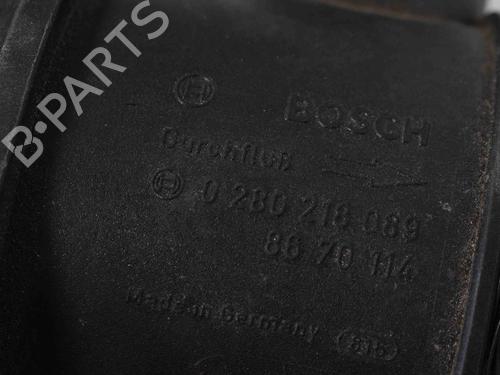 BOSCH
Durchfluß
0 280 218 089
86 70 114
Made in Germany
B-PARTS